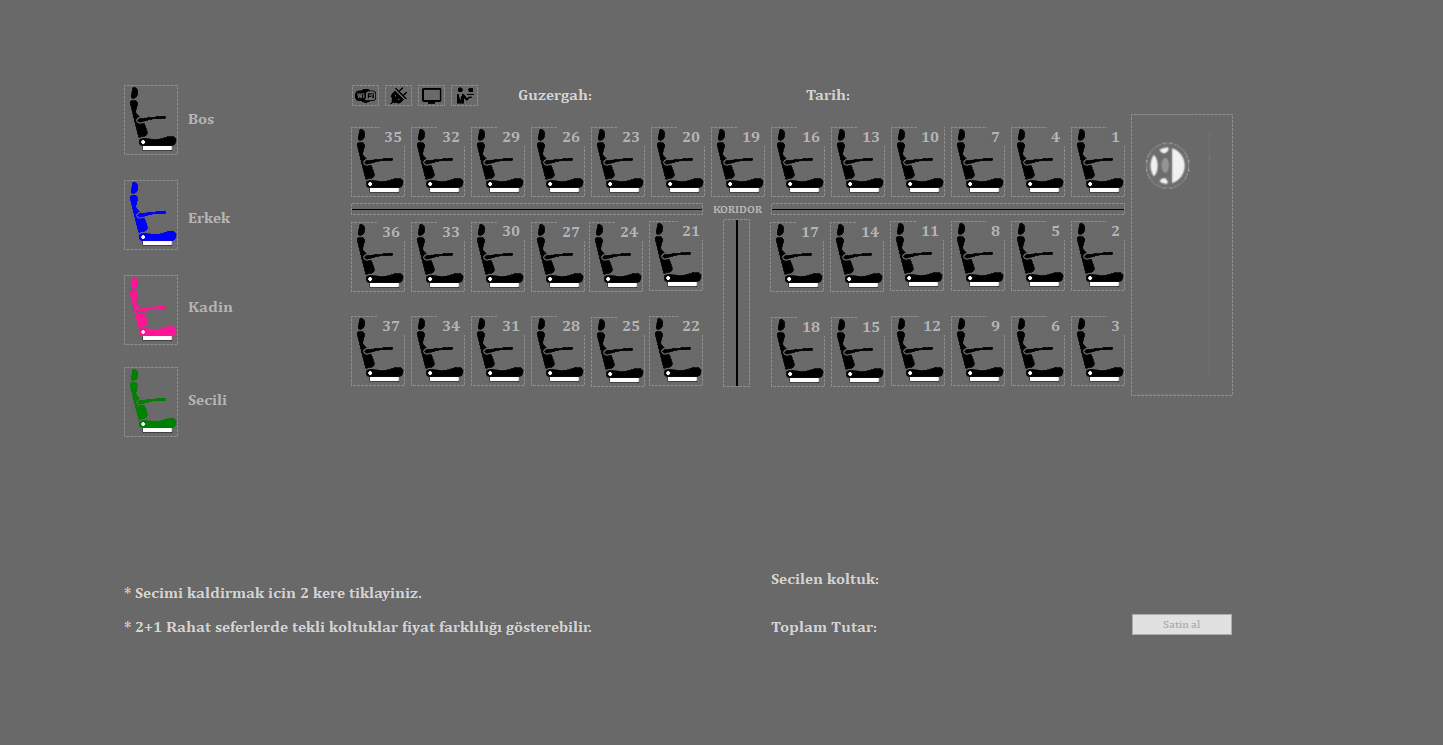 Bos
Erkek
Kadin
Secili
WiFi
Guzergah:
Tarih:
35 32 29 26 23 20 19 16 13 10 7 4 1
KORIDOR
36 33 30 27 24 21 17 14 11 8 5 2
37 34 31 28 25 22 18 15 12 9 6 3
* Secimi kaldirmak icin 2 kere tiklayiniz.
* 2+1 Rahat seferlerde tekli koltuklar fiyat farklılığı gösterebilir.
Secilen koltuk:
Toplam Tutar:
Satin al